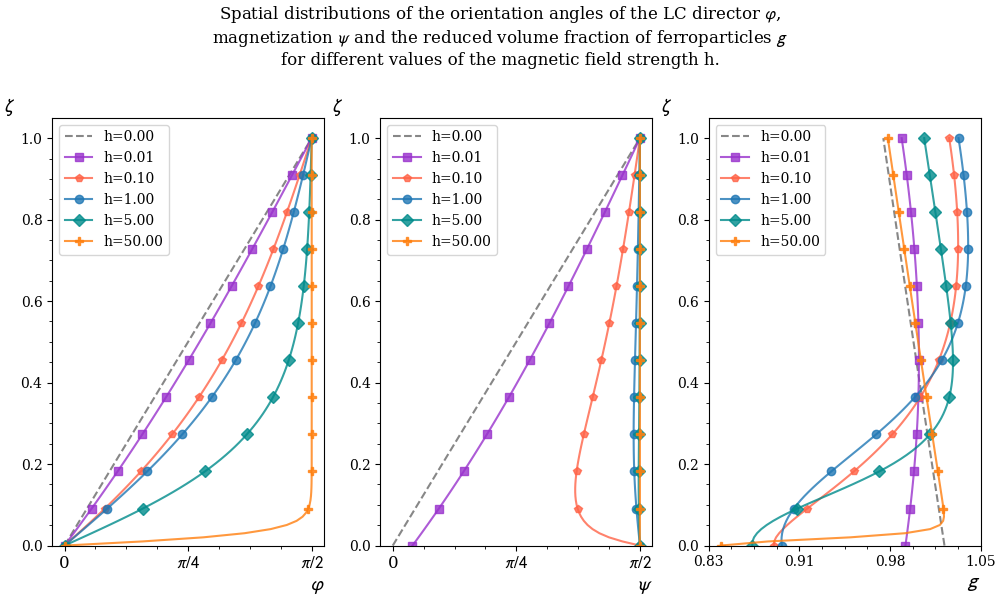 Spatial distributions of the orientation angles of the LC director φ,
magnetization ψ and the reduced volume fraction of ferroparticles g
for different values of the magnetic field strength h.
ζ
1.0
0.8
0.6
0.4
0.2
0.0
h=0.00
h=0.01
h=0.10
h=1.00
h=5.00
h=50.00
0
π/4
π/2
φ
ζ
1.0
0.8
0.6
0.4
0.2
0.0
h=0.00
h=0.01
h=0.10
h=1.00
h=5.00
h=50.00
0
π/4
π/2
ψ
ζ
1.0
0.8
0.6
0.4
0.2
0.0
h=0.00
h=0.01
h=0.10
h=1.00
h=5.00
h=50.00
0.83
0.91
0.98
1.05
g